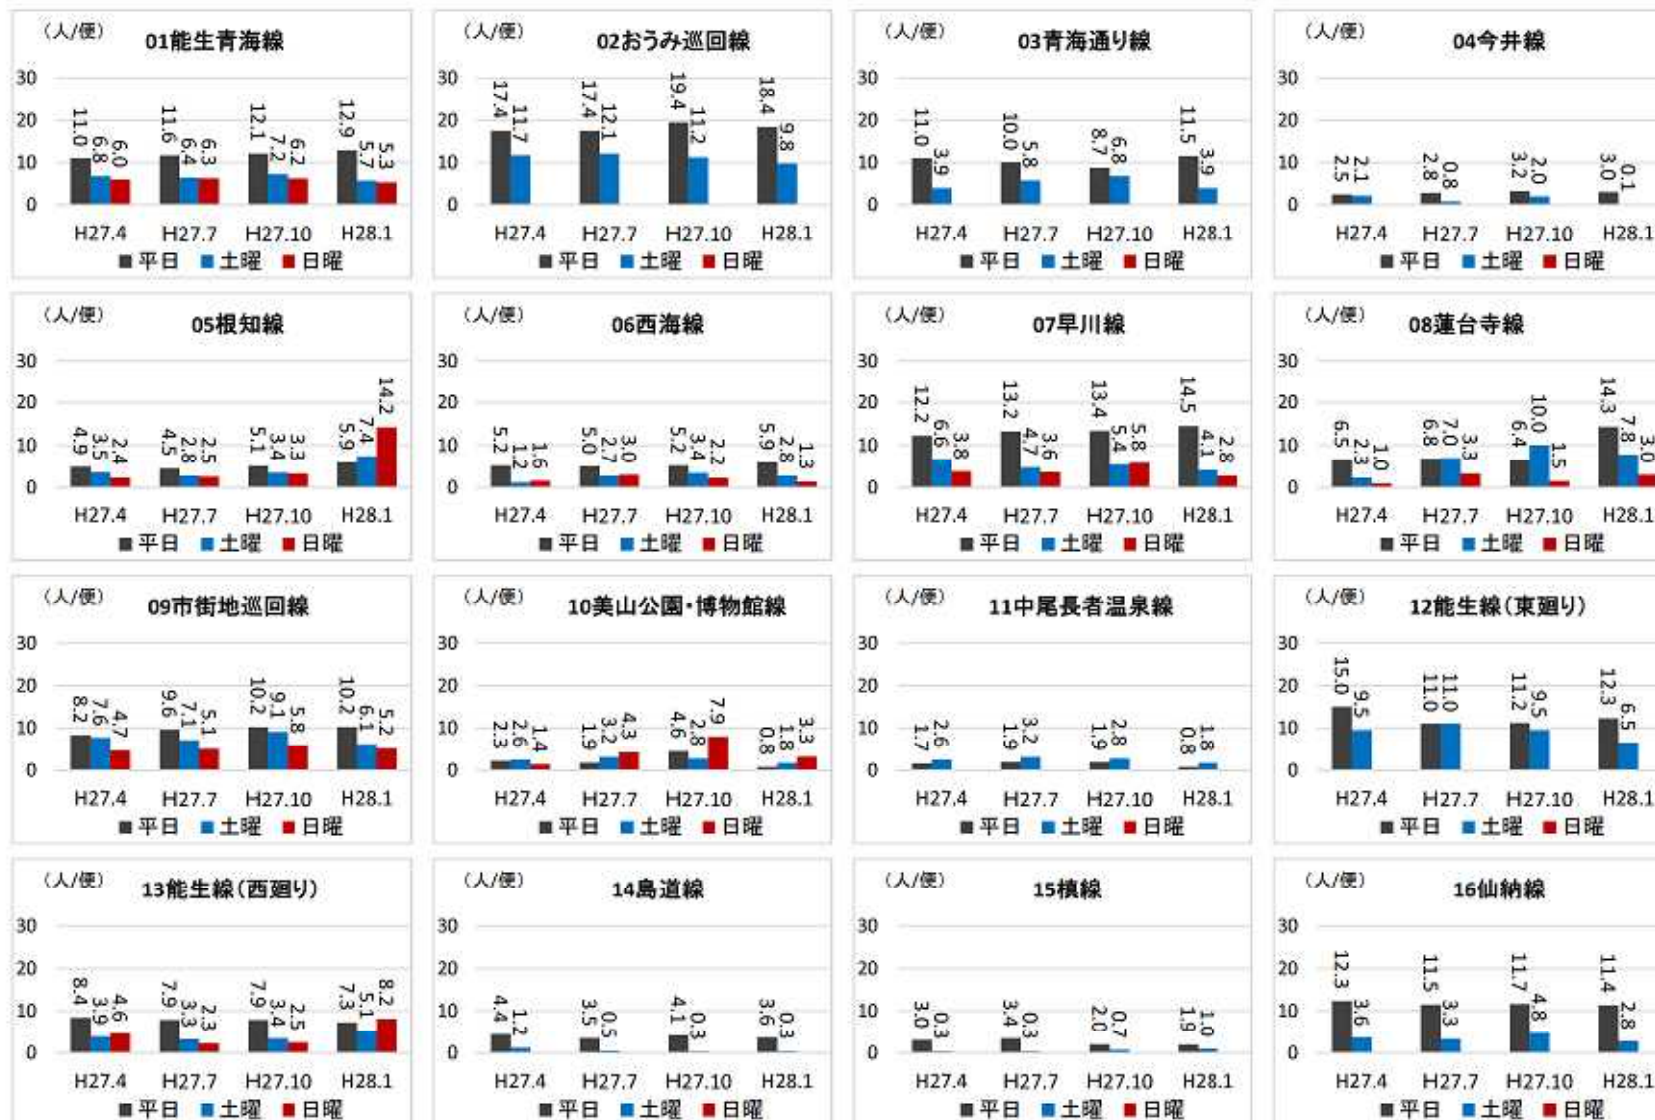 (人/便) 01能生青海線
30
20
10
0
11.0 6.8 6.0 11.6 6.4 6.3 12.1 7.2 6.2 12.9 5.7 5.3
H27.4 H27.7 H27.10 H28.1
平日 土曜 日曜
(人/便) 02おうみ巡回線
30
20
10
0
17.4 11.7 17.4 12.1 19.4 11.2 18.4 9.8
H27.4 H27.7 H27.10 H28.1
平日 土曜 日曜
(人/便) 03青海通り線
30
20
10
0
11.0 3.9 10.0 5.8 8.7 6.8 11.5 3.9
H27.4 H27.7 H27.10 H28.1
平日 土曜 日曜
(人/便) 04今井線
30
20
10
0
2.5 2.1 2.8 0.8 3.2 2.0 3.0 0.1
H27.4 H27.7 H27.10 H28.1
平日 土曜 日曜
(人/便) 05根知線
30
20
10
0
4.9 3.5 2.4 4.5 2.8 2.5 5.1 3.4 3.3 5.9 7.4 14.2
H27.4 H27.7 H27.10 H28.1
平日 土曜 日曜
(人/便) 06西海線
30
20
10
0
5.2 1.2 1.6 5.0 2.7 3.0 5.2 3.4 2.2 5.9 2.8 1.3
H27.4 H27.7 H27.10 H28.1
平日 土曜 日曜
(人/便) 07早川線
30
20
10
0
12.2 6.6 3.8 13.2 4.7 3.6 13.4 5.4 5.8 14.5 4.1 2.8
H27.4 H27.7 H27.10 H28.1
平日 土曜 日曜
(人/便) 08蓮台寺線
30
20
10
0
6.5 2.3 1.0 6.8 7.0 3.3 6.4 10.0 1.5 14.3 7.8 3.0
H27.4 H27.7 H27.10 H28.1
平日 土曜 日曜
(人/便) 09市街地巡回線
30
20
10
0
8.2 7.6 4.7 9.6 7.1 5.1 10.2 9.1 5.8 10.2 6.1 5.2
H27.4 H27.7 H27.10 H28.1
平日 土曜 日曜
(人/便) 10美山公園・博物館線
30
20
10
0
2.3 2.6 1.4 1.9 3.2 4.3 4.6 2.8 7.9 0.8 1.8 3.3
H27.4 H27.7 H27.10 H28.1
平日 土曜 日曜
(人/便) 11中尾長者温泉線
30
20
10
0
1.7 2.6 1.9 3.2 1.9 2.8 0.8 1.8
H27.4 H27.7 H27.10 H28.1
平日 土曜 日曜
(人/便) 12能生線(東廻り)
30
20
10
0
15.0 9.5 11.0 11.0 11.2 9.5 12.3 6.5
H27.4 H27.7 H27.10 H28.1
平日 土曜 日曜
(人/便) 13能生線(西廻り)
30
20
10
0
8.4 3.9 4.6 7.9 3.3 2.3 7.9 3.4 2.5 7.3 5.1 8.2
H27.4 H27.7 H27.10 H28.1
平日 土曜 日曜
(人/便) 14島道線
30
20
10
0
4.4 1.2 3.5 0.5 4.1 0.3 3.6 0.3
H27.4 H27.7 H27.10 H28.1
平日 土曜 日曜
(人/便) 15槙線
30
20
10
0
3.0 0.3 3.4 0.3 2.0 0.7 1.9 1.0
H27.4 H27.7 H27.10 H28.1
平日 土曜 日曜
(人/便) 16仙納線
30
20
10
0
12.3 3.6 11.5 3.3 11.7 4.8 11.4 2.8
H27.4 H27.7 H27.10 H28.1
平日 土曜 日曜